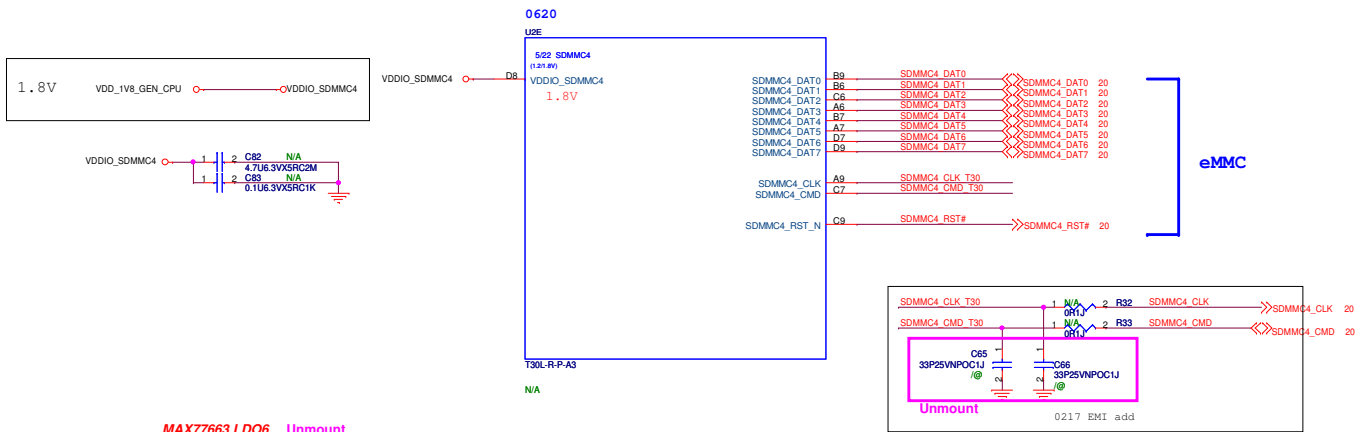 0620
U2E
5/22 SDMMC4
(1.2/1.8V)
1.8V
VDD_1V8_GEN_CPU
VDDIO_SDMMC4
VDDIO_SDMMC4
D8
VDDIO_SDMMC4
1.8V
SDMMC4_DAT0 B9 SDMMC4_DAT0 SDMMC4_DAT0 20
SDMMC4_DAT1 B6 SDMMC4_DAT1 SDMMC4_DAT1 20
SDMMC4_DAT2 C6 SDMMC4_DAT2 SDMMC4_DAT2 20
SDMMC4_DAT3 A6 SDMMC4_DAT3 SDMMC4_DAT3 20
SDMMC4_DAT4 B7 SDMMC4_DAT4 SDMMC4_DAT4 20
SDMMC4_DAT5 A7 SDMMC4_DAT5 SDMMC4_DAT5 20
SDMMC4_DAT6 D7 SDMMC4_DAT6 SDMMC4_DAT6 20
SDMMC4_DAT7 D9 SDMMC4_DAT7 SDMMC4_DAT7 20
eMMC
VDDIO_SDMMC4
1 2 C82 N/A
4.7U6.3VX5RC2M
1 2 C83 N/A
0.1U6.3VX5RC1K
SDMMC4_CLK A9 SDMMC4_CLK_T30
SDMMC4_CMD C7 SDMMC4_CMD_T30
SDMMC4_RST_N C9 SDMMC4_RST# SDMMC4_RST# 20
T30L-R-P-A3
N/A
SDMMC4_CLK_T30 1 N/A 2 R32 SDMMC4_CLK SDMMC4_CLK 20
0R1J
SDMMC4_CMD_T30 1 N/A 2 R33 SDMMC4_CMD SDMMC4_CMD 20
0R1J
C65 1
33P25VNPOC1J
/@ 2
1 C66
33P25VNPOC1J
2 /@
Unmount
0217 EMI add
MAX77663 LDO6 Unmount